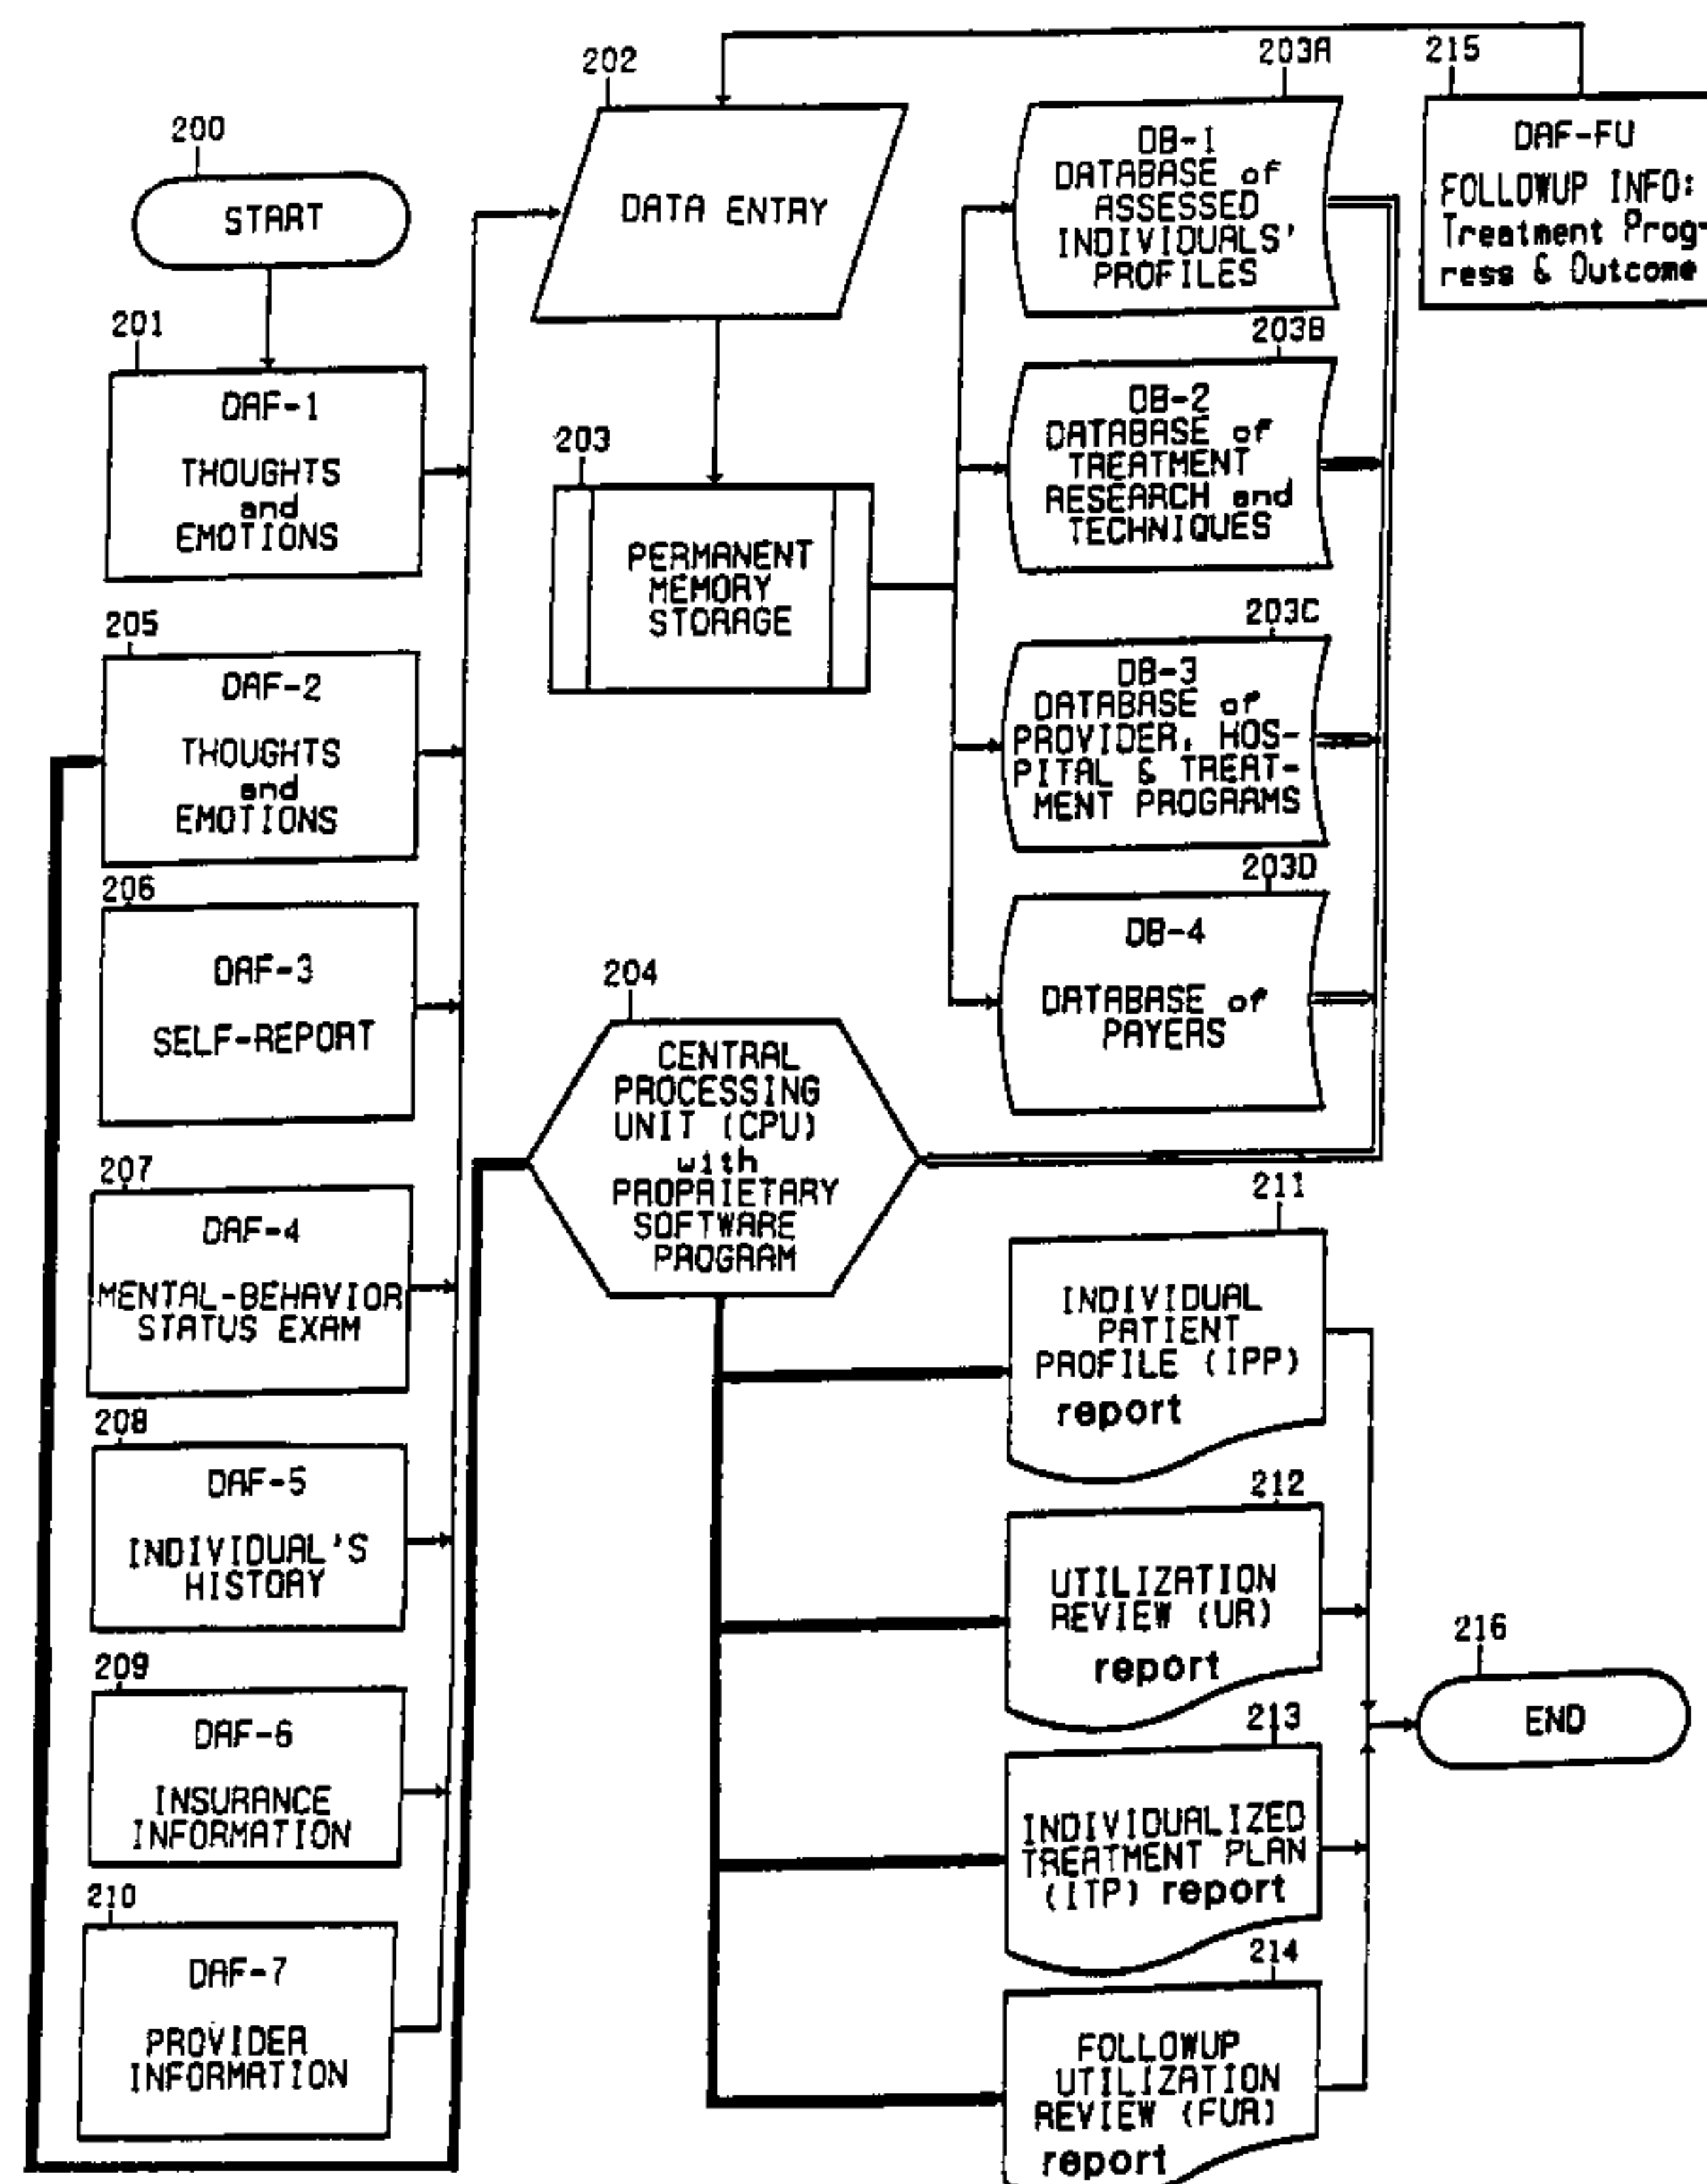 200
START
201
DAF-1
THOUGHTS
and
EMOTIONS
205
DAF-2
THOUGHTS
and
EMOTIONS
206
DAF-3
SELF-REPORT
207
DAF-4
MENTAL-BEHAVIOR
STATUS EXAM
208
DAF-5
INDIVIDUAL'S
HISTORY
209
DAF-6
INSURANCE
INFORMATION
210
DAF-7
PROVIDER
INFORMATION
202
DATA ENTRY
203
PERMANENT
MEMORY
STORAGE
204
CENTRAL
PROCESSING
UNIT (CPU)
with
PROPRIETARY
SOFTWARE
PROGRAM
203A
DB-1
DATABASE of
ASSESSED
INDIVIDUALS'
PROFILES
203B
DB-2
DATABASE of
TREATMENT
RESEARCH and
TECHNIQUES
203C
DB-3
DATABASE of
PROVIDER, HOS-
PITAL & TREAT-
MENT PROGRAMS
203D
DB-4
DATABASE of
PAYERS
211
INDIVIDUAL
PATIENT
PROFILE (IPP)
report
212
UTILIZATION
REVIEW (UR)
report
213
INDIVIDUALIZED
TREATMENT PLAN
(ITP) report
214
FOLLOWUP
UTILIZATION
REVIEW (FUR)
report
215
DAF-FU
FOLLOWUP INFO:
Treatment Prog-
ress & Outcome
216
END